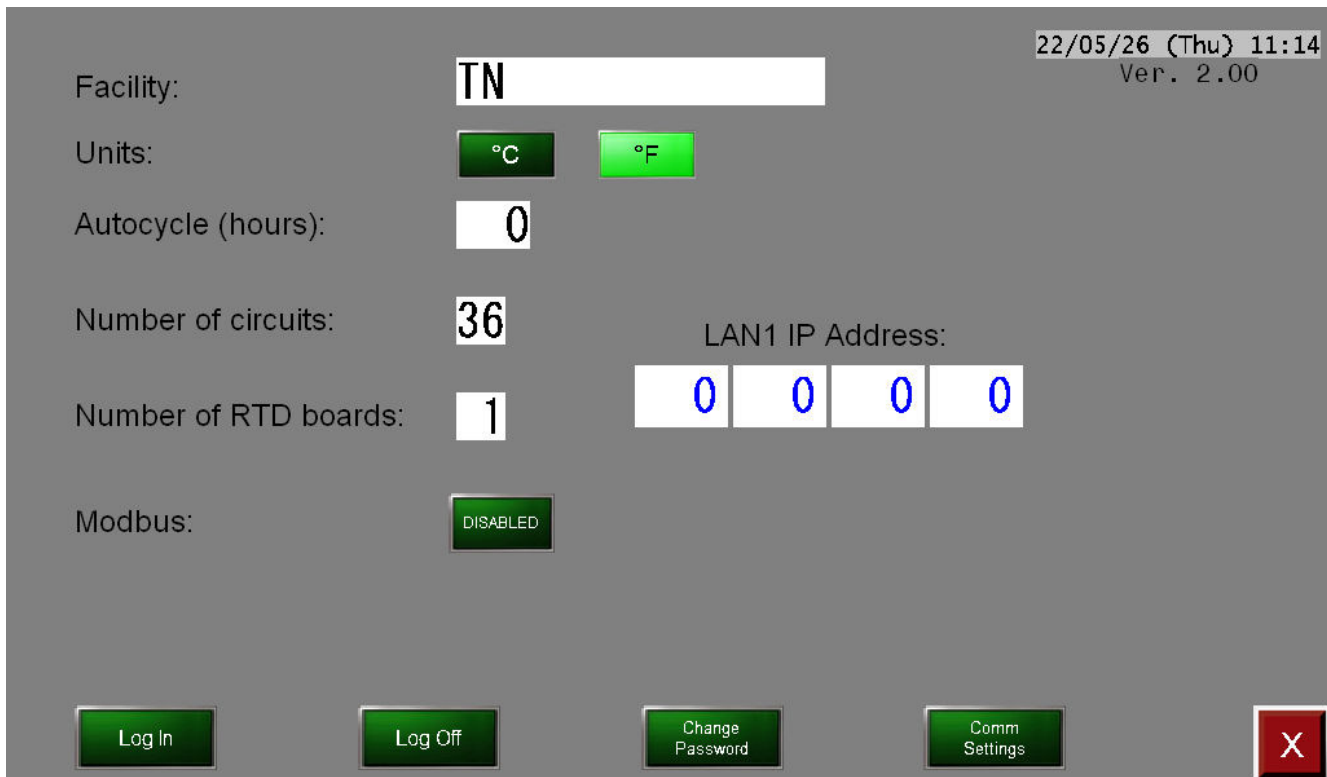 22/05/26 (Thu) 11:14
Ver. 2.00
Facility: TN
Units: °C °F
Autocycle (hours): 0
Number of circuits: 36
LAN1 IP Address:
0 0 0 0
Number of RTD boards: 1
Modbus: DISABLED
Log In
Log Off
Change
Password
Comm
Settings
X